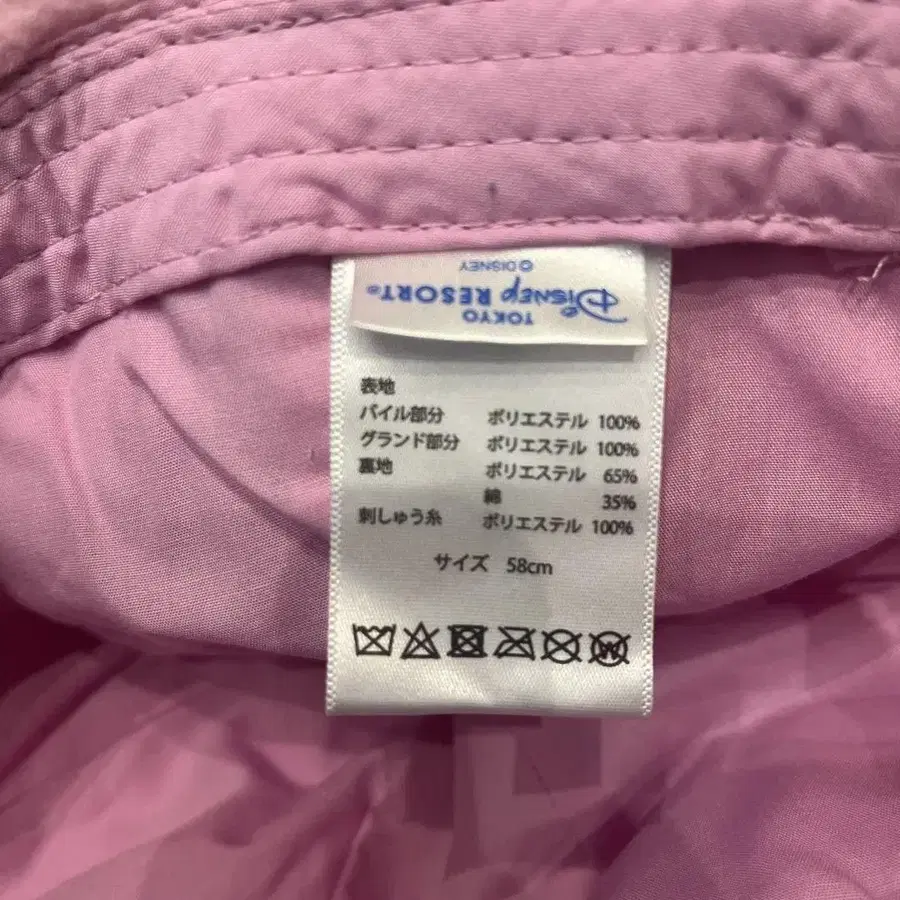 TOKYO
Disney RESORT®
© DISNEY
表地
パイル部分 ポリエステル 100%
グランド部分 ポリエステル 100%
裏地 ポリエステル 65%
綿 35%
刺しゅう糸 ポリエステル 100%
サイズ 58cm
W